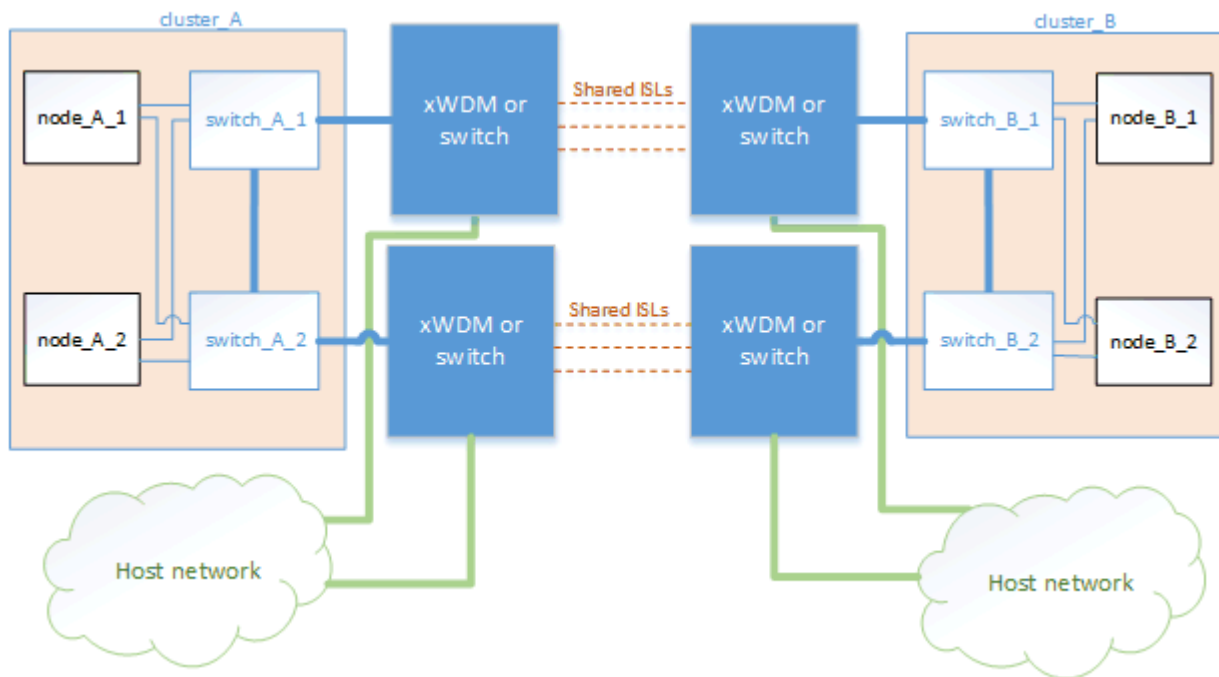 cluster_A
cluster_B
node_A_1
switch_A_1
xWDM or
switch
Shared ISLs
xWDM or
switch
switch_B_1
node_B_1
node_A_2
switch_A_2
xWDM or
switch
Shared ISLs
xWDM or
switch
switch_B_2
node_B_2
Host network
Host network